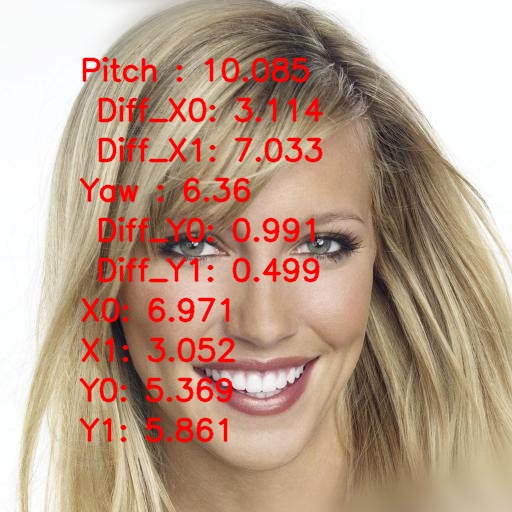 Pitch : 10.085
Diff_X0: 3.114
Diff_X1: 7.033
Yaw : 6.36
Diff_Y0: 0.991
Diff_Y1: 0.499
X0: 6.971
X1: 3.052
Y0: 5.369
Y1: 5.861